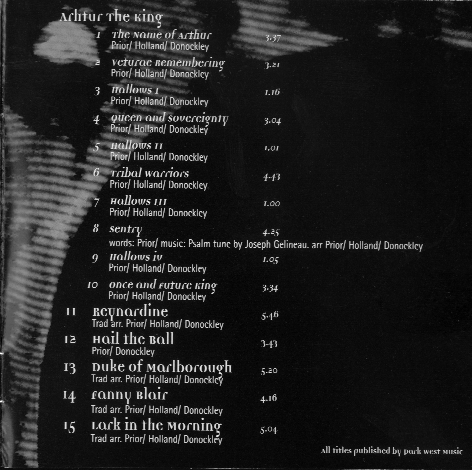 Arhtur The King
1 The Name of Arthur 3.37
Prior/ Holland/ Donockley
2 Veturae Remembering 3.21
Prior/ Holland/ Donockley
3 Hallows I 1.16
Prior/ Holland/ Donockley
4 Queen and Sovereignty 3.04
Prior/ Holland/ Donockley
5 Hallows II 1.01
Prior/ Holland/ Donockley
6 Tribal Warriors 4.43
Prior/ Holland/ Donockley
7 Hallows III 1.00
Prior/ Holland/ Donockley
8 Sentry 4.25
words: Prior/ music: Psalm tune by Joseph Gelineau. arr Prior/ Holland/ Donockley
9 Hallows IV 1.05
Prior/ Holland/ Donockley
10 Once and Future King 3.34
Prior/ Holland/ Donockley
11 Reynardine 5.46
Trad arr. Prior/ Holland/ Donockley
12 Hail the Ball 3.43
Prior/ Donockley
13 Duke of Marlborough 5.20
Trad arr. Prior/ Holland/ Donockley
14 Fanny Blair 4.16
Trad arr. Prior/ Holland/ Donockley
15 Lark in the Morning 5.04
Trad arr. Prior/ Holland/ Donockley
All titles published by Park West Music